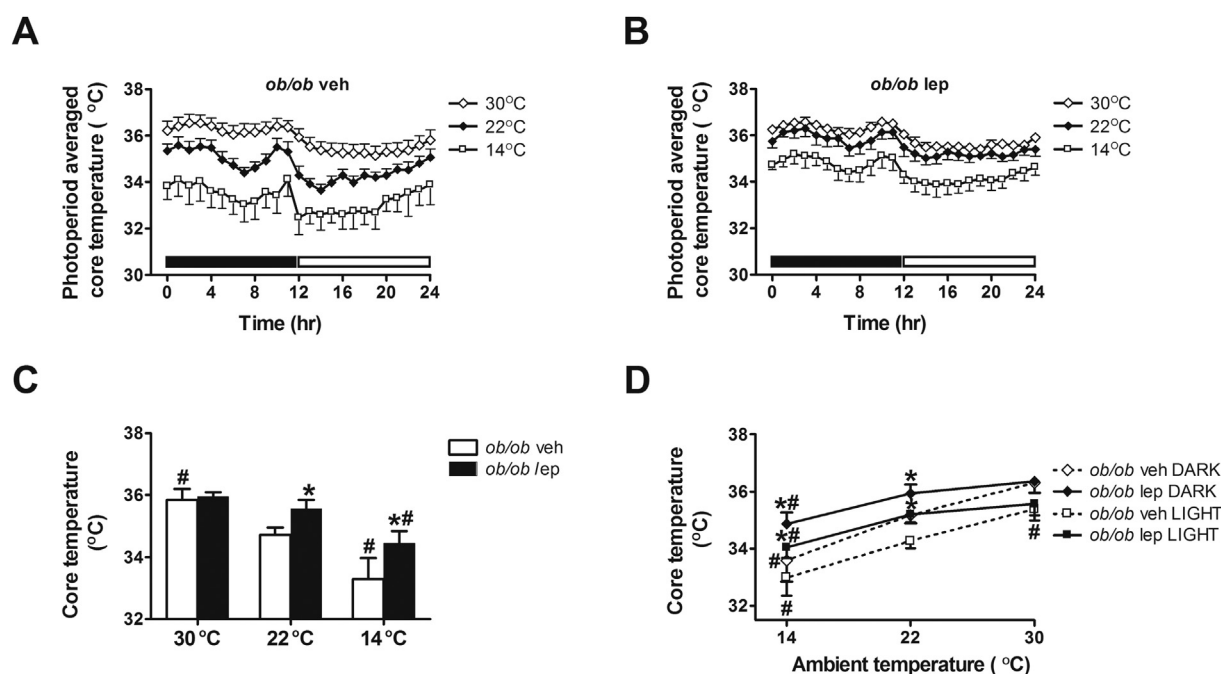 A
ob/ob veh
Photoperiod averaged
core temperature ( °C)
38
36
34
32
30
0
4
8
12
16
20
24
Time (hr)
30°C
22°C
14°C
B
ob/ob lep
Photoperiod averaged
core temperature ( °C)
38
36
34
32
30
0
4
8
12
16
20
24
Time (hr)
30°C
22°C
14°C
C
Core temperature
(°C)
38
36
34
32
#
*
#
*#
30 °C
22 °C
14 °C
ob/ob veh
ob/ob lep
D
Core temperature
(°C)
38
36
34
32
*#
*#
#
#
*
*
#
14
22
30
Ambient temperature ( °C)
ob/ob veh DARK
ob/ob lep DARK
ob/ob veh LIGHT
ob/ob lep LIGHT